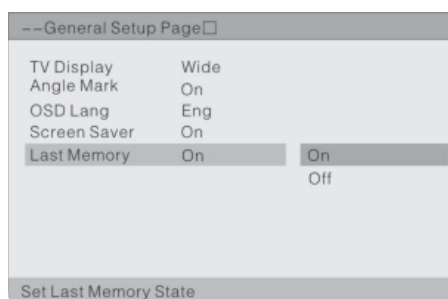 --General Setup Page□
TV Display Wide
Angle Mark On
OSD Lang Eng
Screen Saver On
Last Memory On On
Off
Set Last Memory State